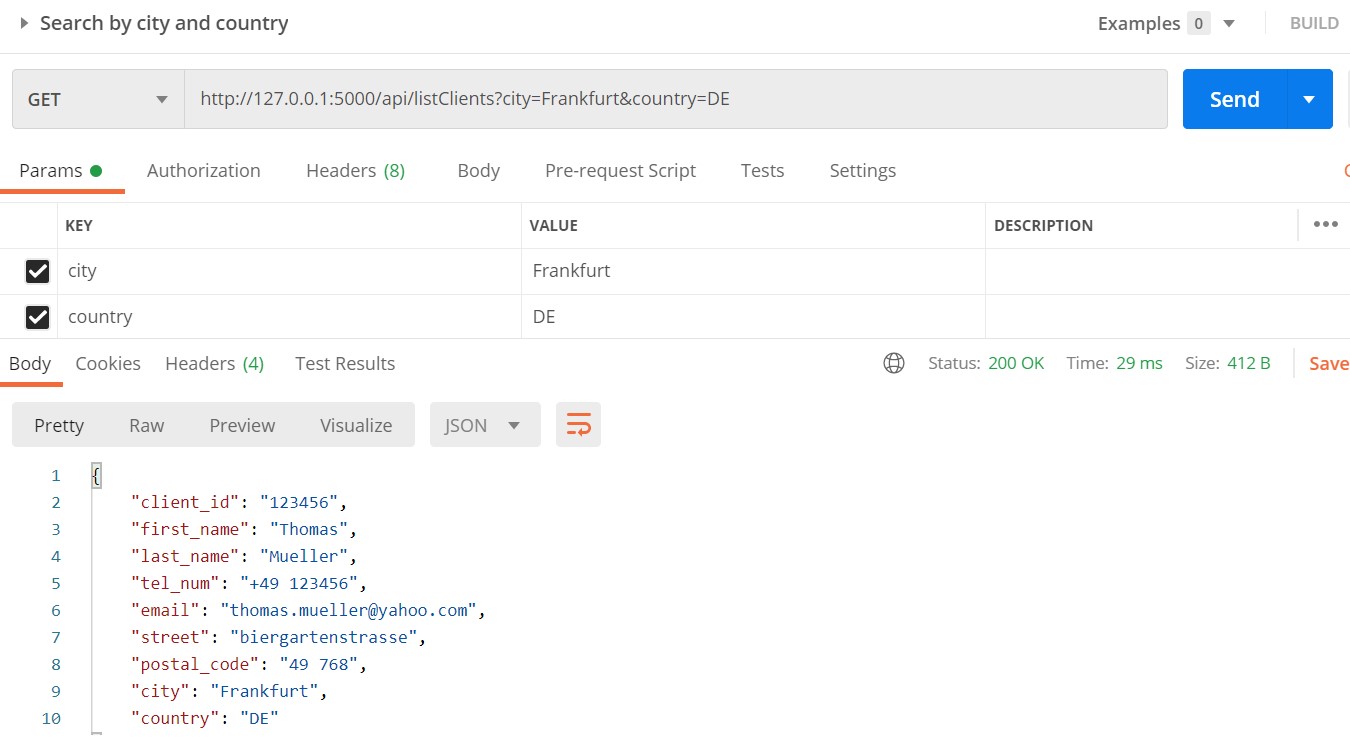 Search by city and country Examples 0 BUILD
GET http://127.0.0.1:5000/api/listClients?city=Frankfurt&country=DE Send
Params Authorization Headers (8) Body Pre-request Script Tests Settings
KEY VALUE DESCRIPTION •••
city Frankfurt
country DE
Body Cookies Headers (4) Test Results Status: 200 OK Time: 29 ms Size: 412 B Save
Pretty Raw Preview Visualize JSON
1 {
2 "client_id": "123456",
3 "first_name": "Thomas",
4 "last_name": "Mueller",
5 "tel_num": "+49 123456",
6 "email": "thomas.mueller@yahoo.com",
7 "street": "biergartenstrasse",
8 "postal_code": "49 768",
9 "city": "Frankfurt",
10 "country": "DE"